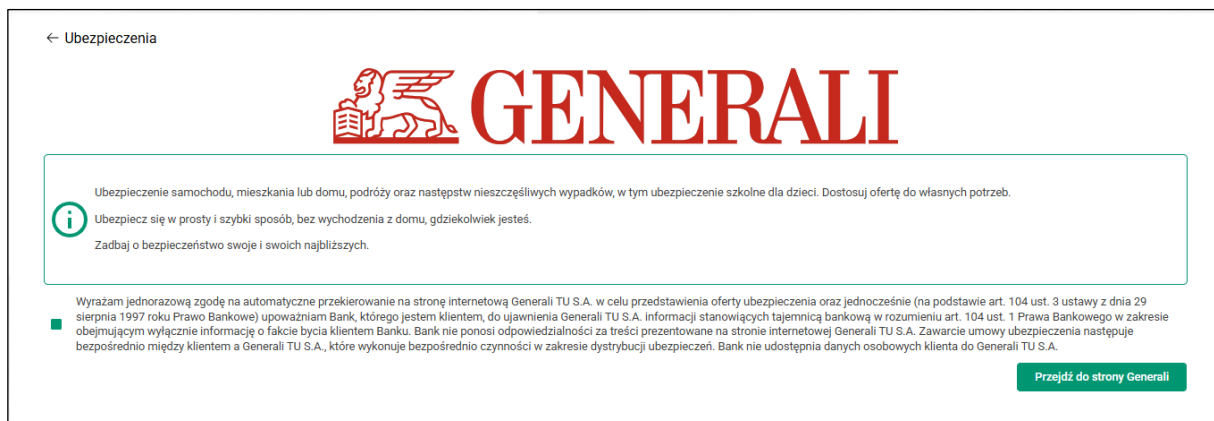 ← Ubezpieczenia
GENERALI
Ubezpieczenie samochodu, mieszkania lub domu, podróży oraz następstw nieszczęśliwych wypadków, w tym ubezpieczenie szkolne dla dzieci. Dostosuj ofertę do własnych potrzeb.
Ubezpiecz się w prosty i szybki sposób, bez wychodzenia z domu, gdziekolwiek jesteś.
Zadbaj o bezpieczeństwo swoje i swoich najbliższych.
Wyrażam jednorazową zgodę na automatyczne przekierowanie na stronę internetową Generali TU S.A. w celu przedstawienia oferty ubezpieczenia oraz jednocześnie (na podstawie art. 104 ust. 3 ustawy z dnia 29
sierpnia 1997 roku Prawo Bankowe) upoważniam Bank, którego jestem klientem, do ujawnienia Generali TU S.A. informacji stanowiących tajemnicą bankową w rozumieniu art. 104 ust. 1 Prawa Bankowego w zakresie
obejmującym wyłącznie informację o fakcie bycia klientem Banku. Bank nie ponosi odpowiedzialności za treści prezentowane na stronie internetowej Generali TU S.A. Zawarcie umowy ubezpieczenia następuje
bezpośrednio między klientem a Generali TU S.A., które wykonuje bezpośrednio czynności w zakresie dystrybucji ubezpieczeń. Bank nie udostępnia danych osobowych klienta do Generali TU S.A.
Przejdź do strony Generali